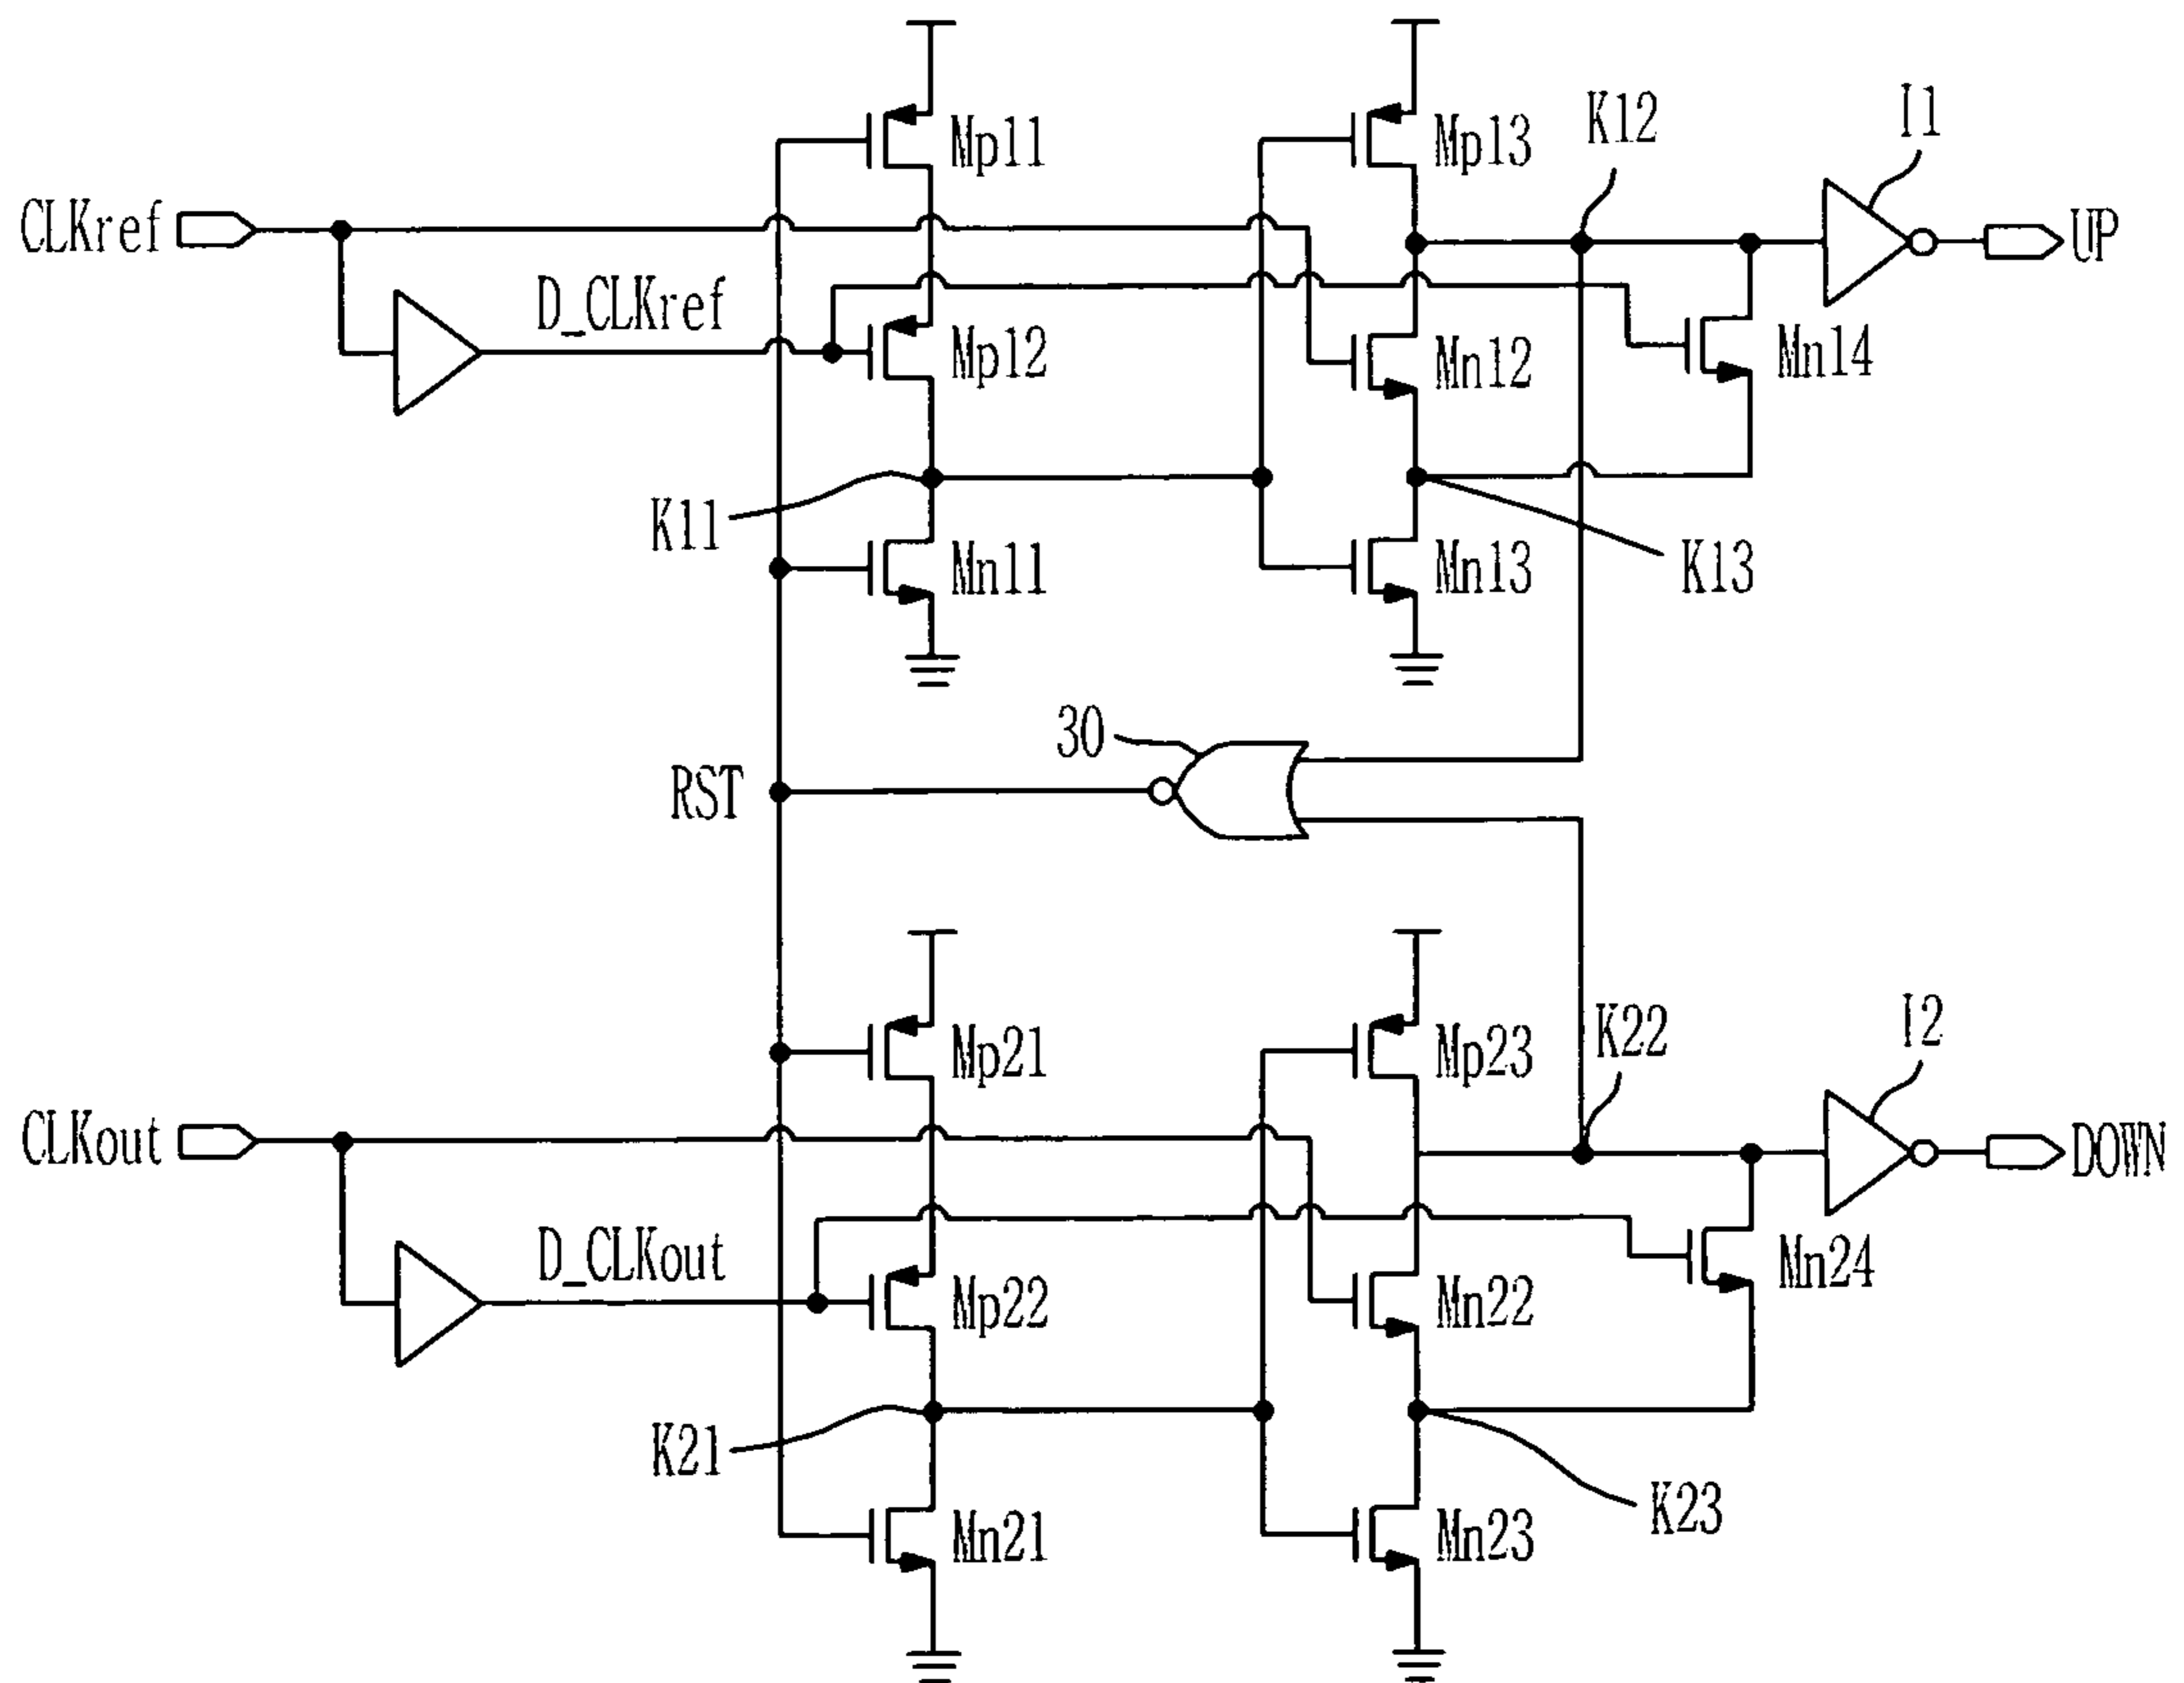 Mp11
Mp13
K12
I1
CLKref
UP
D_CLKref
Mp12
Mn12
Mn14
K11
Mn11
Mn13
K13
30
RST
Mp21
Mp23
K22
I2
CLKout
DOWN
D_CLKout
Mp22
Mn22
Mn24
K21
Mn21
Mn23
K23